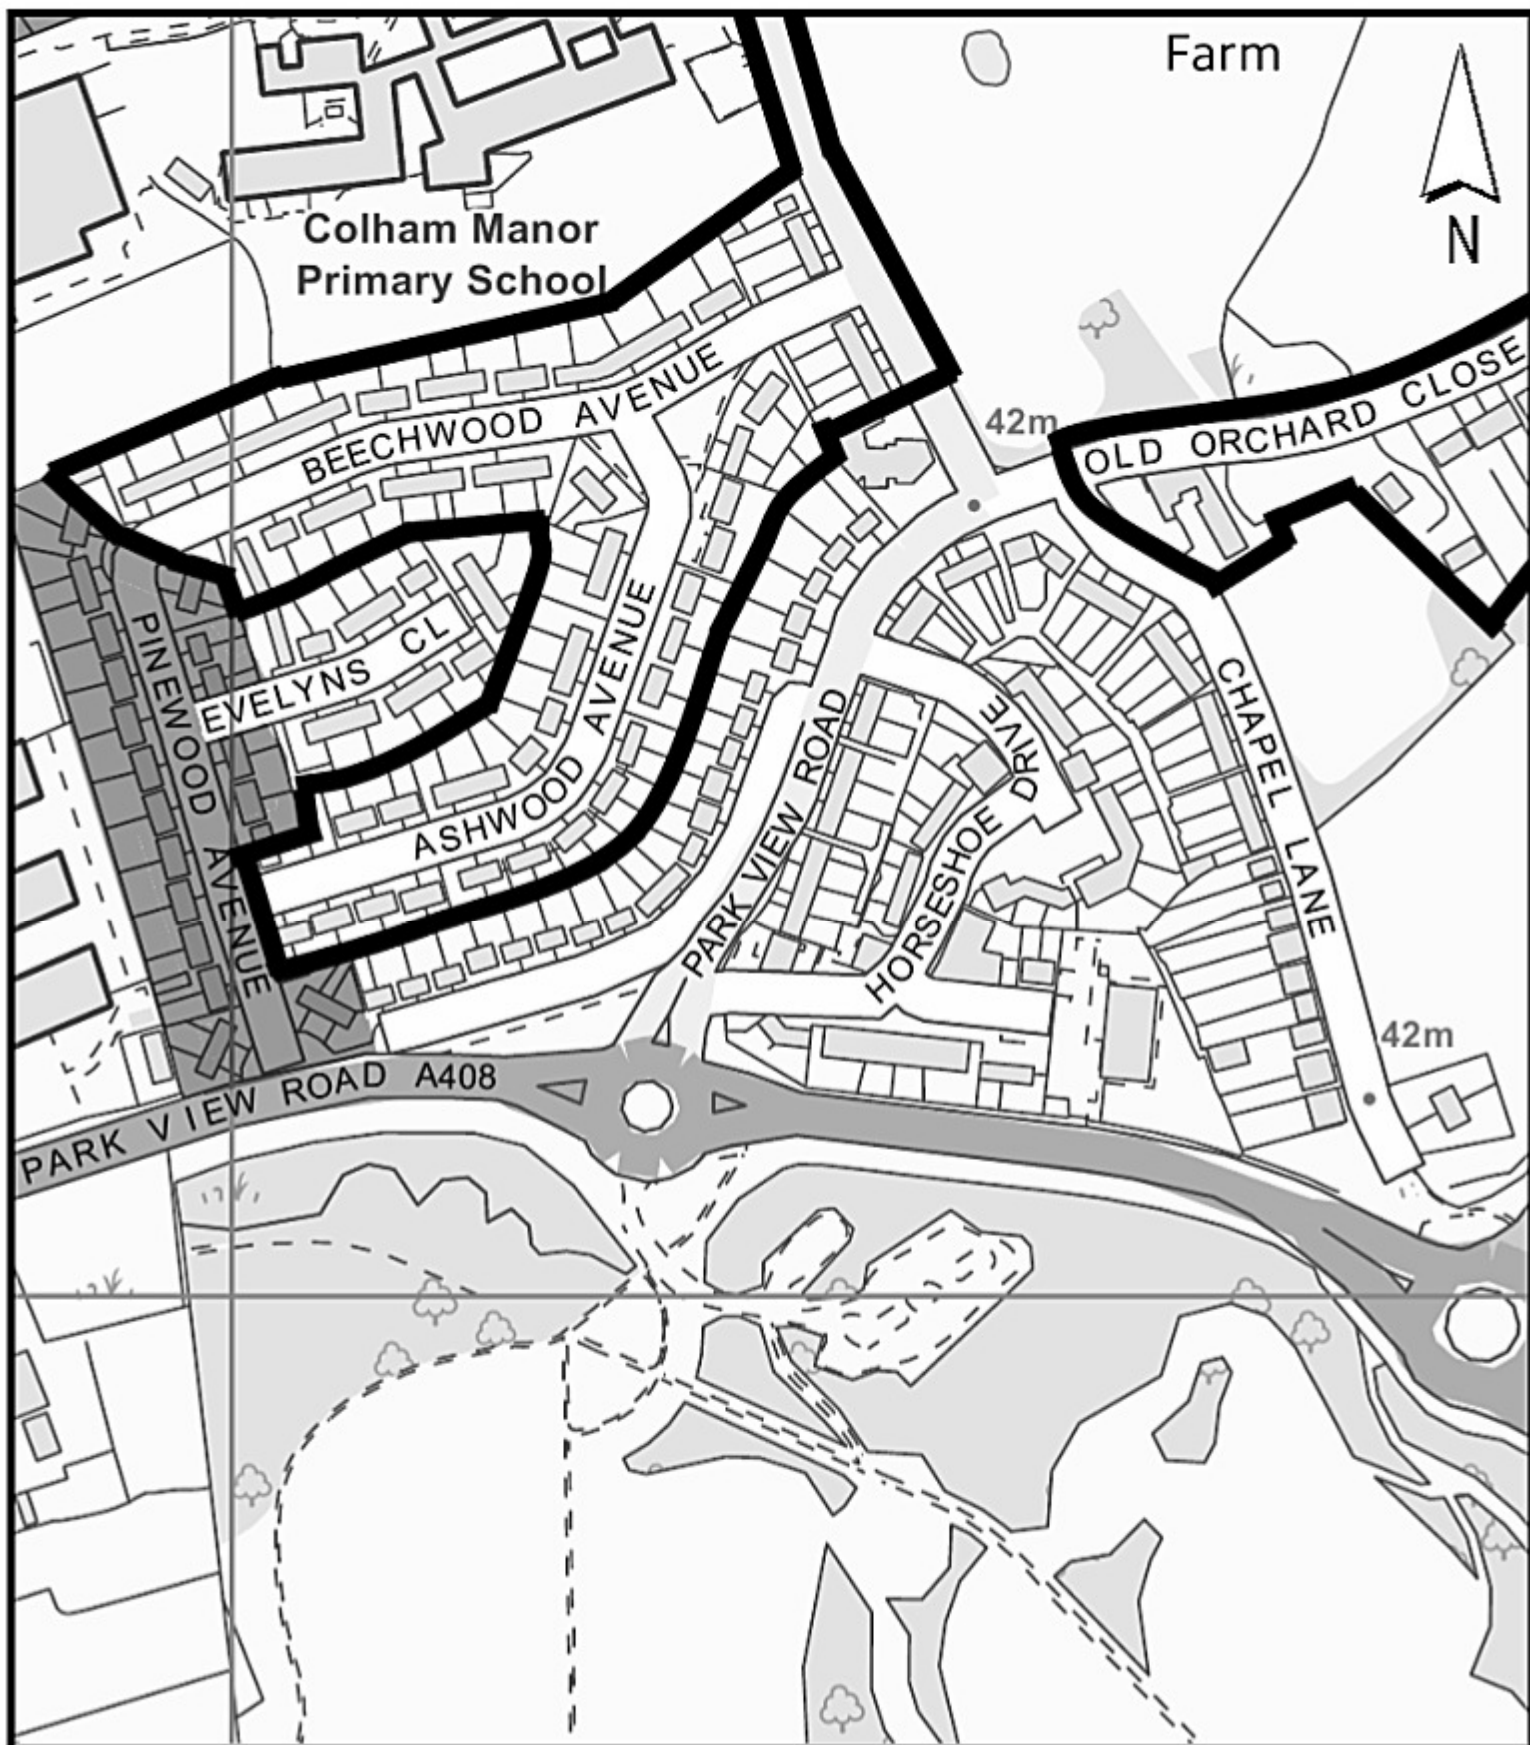 Farm
N
Colham Manor
Primary School
BEECHWOOD AVENUE
42m
OLD ORCHARD CLOSE
PINEWOOD AVENUE
EVELYNS CL
ASHWOOD AVENUE
PARK VIEW ROAD
HORSESHOE DRIVE
CHAPEL LANE
42m
PARK VIEW ROAD A408